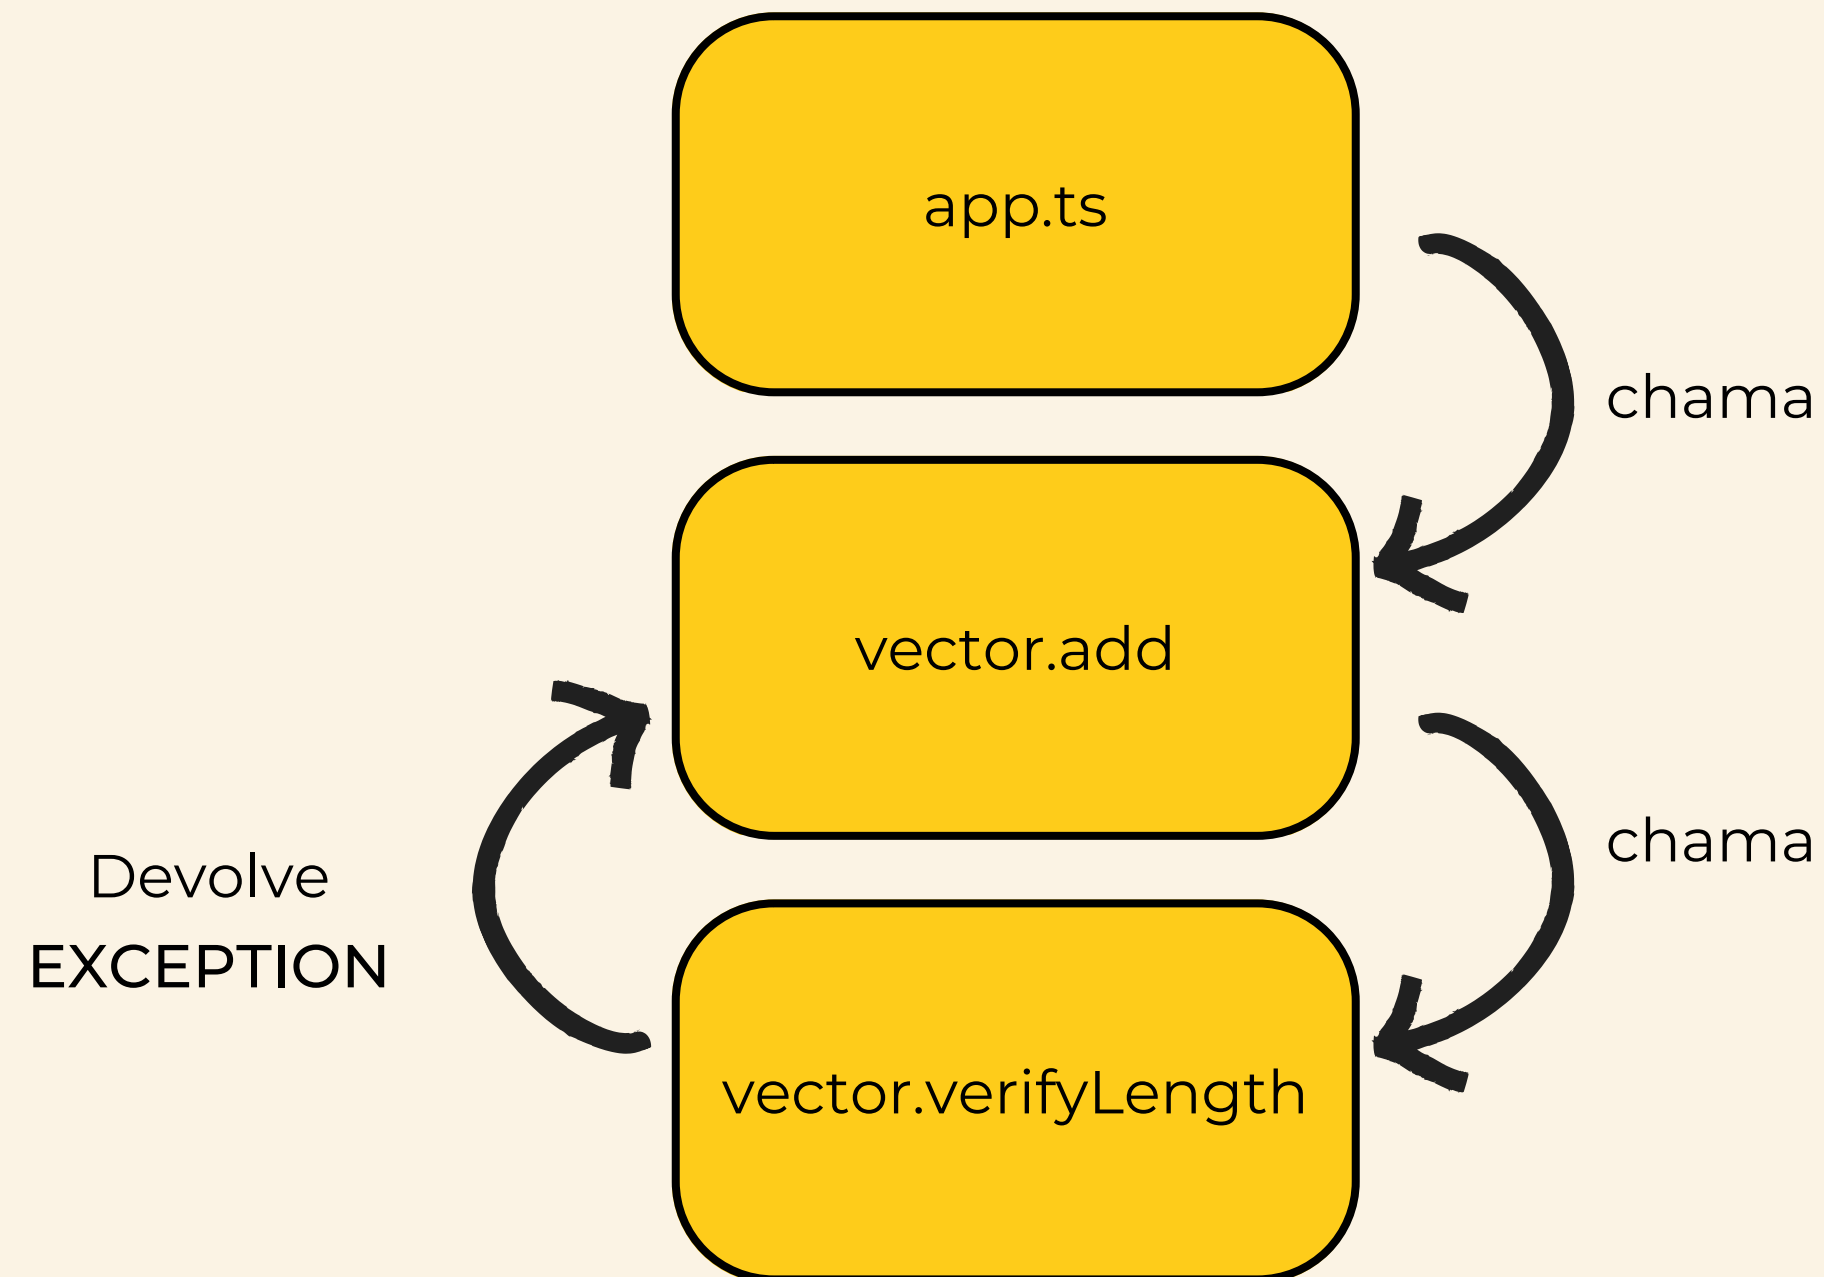 app.ts
chama
vector.add
chama
Devolve
EXCEPTION
vector.verifyLength